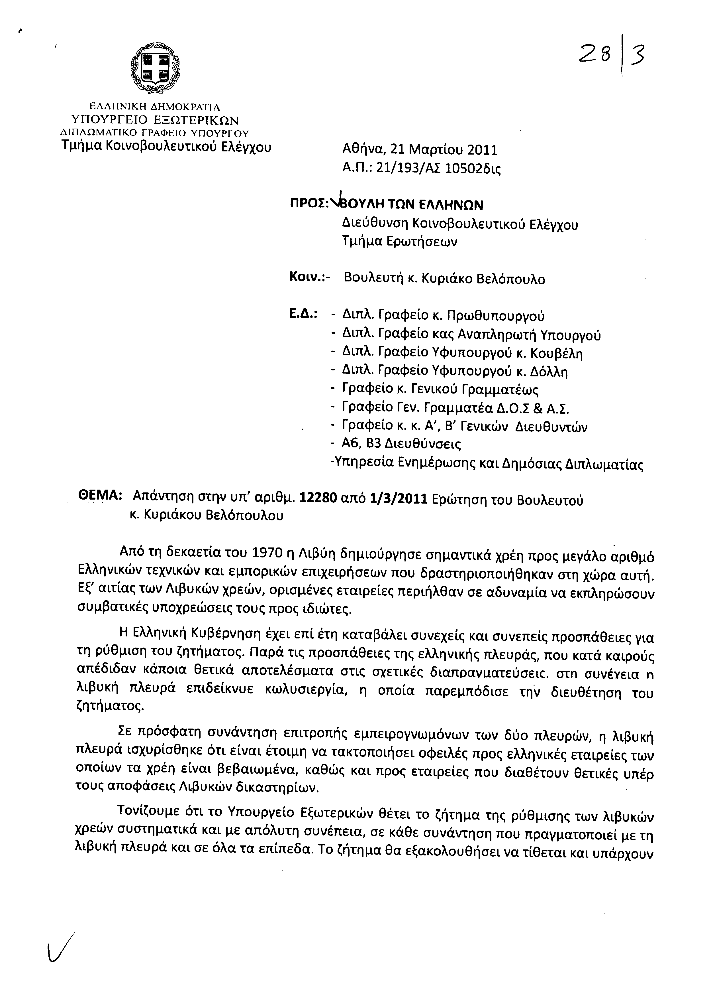 28/3
ΕΛΛΗΝΙΚΗ ΔΗΜΟΚΡΑΤΙΑ
ΥΠΟΥΡΓΕΙΟ ΕΞΩΤΕΡΙΚΩΝ
ΔΙΠΛΩΜΑΤΙΚΟ ΓΡΑΦΕΙΟ ΥΠΟΥΡΓΟΥ
Τμήμα Κοινοβουλευτικού Ελέγχου
Αθήνα, 21 Μαρτίου 2011
Α.Π.: 21/193/ΑΣ 10502δις
ΠΡΟΣ: ΒΟΥΛΗ ΤΩΝ ΕΛΛΗΝΩΝ
Διεύθυνση Κοινοβουλευτικού Ελέγχου
Τμήμα Ερωτήσεων
Κοιν.:- Βουλευτή κ. Κυριάκο Βελόπουλο
Ε.Δ.: - Διπλ. Γραφείο κ. Πρωθυπουργού
- Διπλ. Γραφείο κας Αναπληρωτή Υπουργού
- Διπλ. Γραφείο Υφυπουργού κ. Κουβέλη
- Διπλ. Γραφείο Υφυπουργού κ. Δόλλη
- Γραφείο κ. Γενικού Γραμματέως
- Γραφείο Γεν. Γραμματέα Δ.Ο.Σ & Α.Σ.
- Γραφείο κ. κ. Α’, Β’ Γενικών Διευθυντών
- Α6, Β3 Διευθύνσεις
-Υπηρεσία Ενημέρωσης και Δημόσιας Διπλωματίας
ΘΕΜΑ: Απάντηση στην υπ’ αριθμ. 12280 από 1/3/2011 Ερώτηση του Βουλευτού
κ. Κυριάκου Βελόπουλου
Από τη δεκαετία του 1970 η Λιβύη δημιούργησε σημαντικά χρέη προς μεγάλο αριθμό
Ελληνικών τεχνικών και εμπορικών επιχειρήσεων που δραστηριοποιήθηκαν στη χώρα αυτή.
Εξ’ αιτίας των Λιβυκών χρεών, ορισμένες εταιρείες περιήλθαν σε αδυναμία να εκπληρώσουν
συμβατικές υποχρεώσεις τους προς ιδιώτες.
Η Ελληνική Κυβέρνηση έχει επί έτη καταβάλει συνεχείς και συνεπείς προσπάθειες για
τη ρύθμιση του ζητήματος. Παρά τις προσπάθειες της ελληνικής πλευράς, που κατά καιρούς
απέδιδαν κάποια θετικά αποτελέσματα στις σχετικές διαπραγματεύσεις, στη συνέχεια η
λιβυκή πλευρά επιδείκνυε κωλυσιεργία, η οποία παρεμπόδισε την διευθέτηση του
ζητήματος.
Σε πρόσφατη συνάντηση επιτροπής εμπειρογνωμόνων των δύο πλευρών, η λιβυκή
πλευρά ισχυρίσθηκε ότι είναι έτοιμη να τακτοποιήσει οφειλές προς ελληνικές εταιρείες των
οποίων τα χρέη είναι βεβαιωμένα, καθώς και προς εταιρείες που διαθέτουν θετικές υπέρ
τους αποφάσεις Λιβυκών δικαστηρίων.
Τονίζουμε ότι το Υπουργείο Εξωτερικών θέτει το ζήτημα της ρύθμισης των λιβυκών
χρεών συστηματικά και με απόλυτη συνέπεια, σε κάθε συνάντηση που πραγματοποιεί με τη
λιβυκή πλευρά και σε όλα τα επίπεδα. Το ζήτημα θα εξακολουθήσει να τίθεται και υπάρχουν